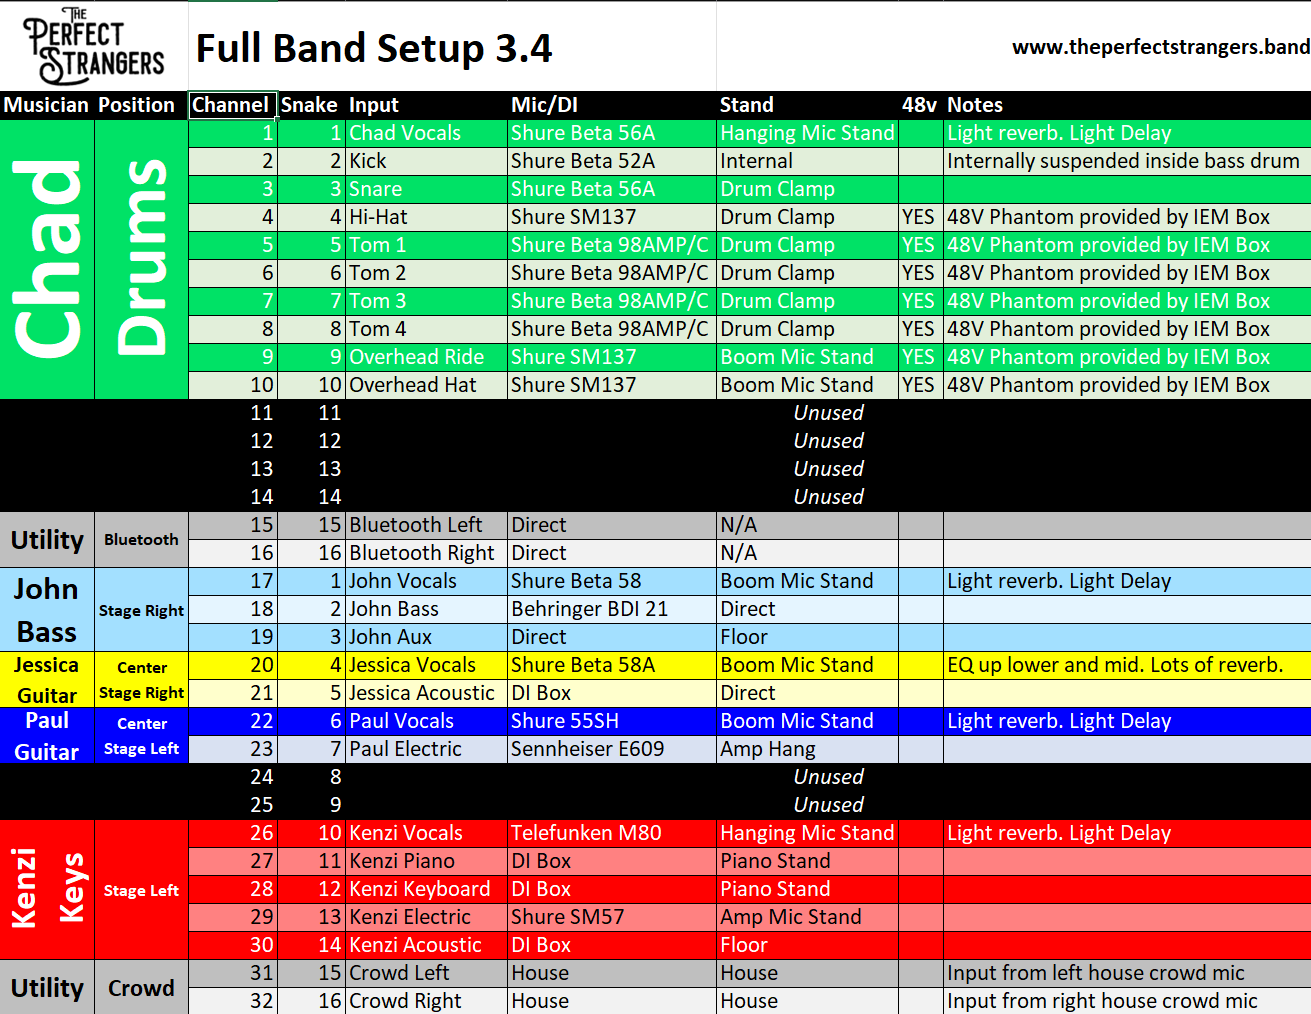 THE
PERFECT
STRANGERS
Full Band Setup 3.4
www.theperfectstrangers.band
Musician Position Channel Snake Input Mic/DI Stand 48v Notes
Chad Drums
1 1 Chad Vocals Shure Beta 56A Hanging Mic Stand Light reverb. Light Delay
2 2 Kick Shure Beta 52A Internal Internally suspended inside bass drum
3 3 Snare Shure Beta 56A Drum Clamp
4 4 Hi-Hat Shure SM137 Drum Clamp YES 48V Phantom provided by IEM Box
5 5 Tom 1 Shure Beta 98AMP/C Drum Clamp YES 48V Phantom provided by IEM Box
6 6 Tom 2 Shure Beta 98AMP/C Drum Clamp YES 48V Phantom provided by IEM Box
7 7 Tom 3 Shure Beta 98AMP/C Drum Clamp YES 48V Phantom provided by IEM Box
8 8 Tom 4 Shure Beta 98AMP/C Drum Clamp YES 48V Phantom provided by IEM Box
9 9 Overhead Ride Shure SM137 Boom Mic Stand YES 48V Phantom provided by IEM Box
10 10 Overhead Hat Shure SM137 Boom Mic Stand YES 48V Phantom provided by IEM Box
11 11 Unused
12 12 Unused
13 13 Unused
14 14 Unused
Utility Bluetooth
15 15 Bluetooth Left Direct N/A
16 16 Bluetooth Right Direct N/A
John
Bass
Stage Right
17 1 John Vocals Shure Beta 58 Boom Mic Stand Light reverb. Light Delay
18 2 John Bass Behringer BDI 21 Direct
19 3 John Aux Direct Floor
Jessica
Guitar
Center
Stage Right
20 4 Jessica Vocals Shure Beta 58A Boom Mic Stand EQ up lower and mid. Lots of reverb.
21 5 Jessica Acoustic DI Box Direct
Paul
Guitar
Center
Stage Left
22 6 Paul Vocals Shure 55SH Boom Mic Stand Light reverb. Light Delay
23 7 Paul Electric Sennheiser E609 Amp Hang
24 8 Unused
25 9 Unused
Kenzi
Keys
Stage Left
26 10 Kenzi Vocals Telefunken M80 Hanging Mic Stand Light reverb. Light Delay
27 11 Kenzi Piano DI Box Piano Stand
28 12 Kenzi Keyboard DI Box Piano Stand
29 13 Kenzi Electric Shure SM57 Amp Mic Stand
30 14 Kenzi Acoustic DI Box Floor
Utility Crowd
31 15 Crowd Left House House Input from left house crowd mic
32 16 Crowd Right House House Input from right house crowd mic